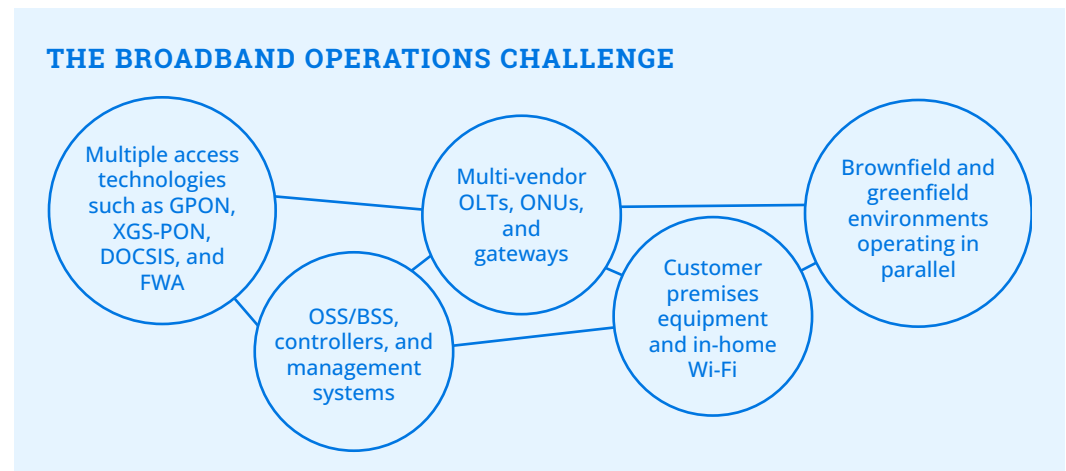 THE BROADBAND OPERATIONS CHALLENGE
Multiple access
technologies
such as GPON,
XGS-PON,
DOCSIS, and
FWA
OSS/BSS,
controllers, and
management
systems
Multi-vendor
OLTs, ONUs,
and
gateways
Customer
premises
equipment
and in-home
Wi-Fi
Brownfield and
greenfield
environments
operating in
parallel